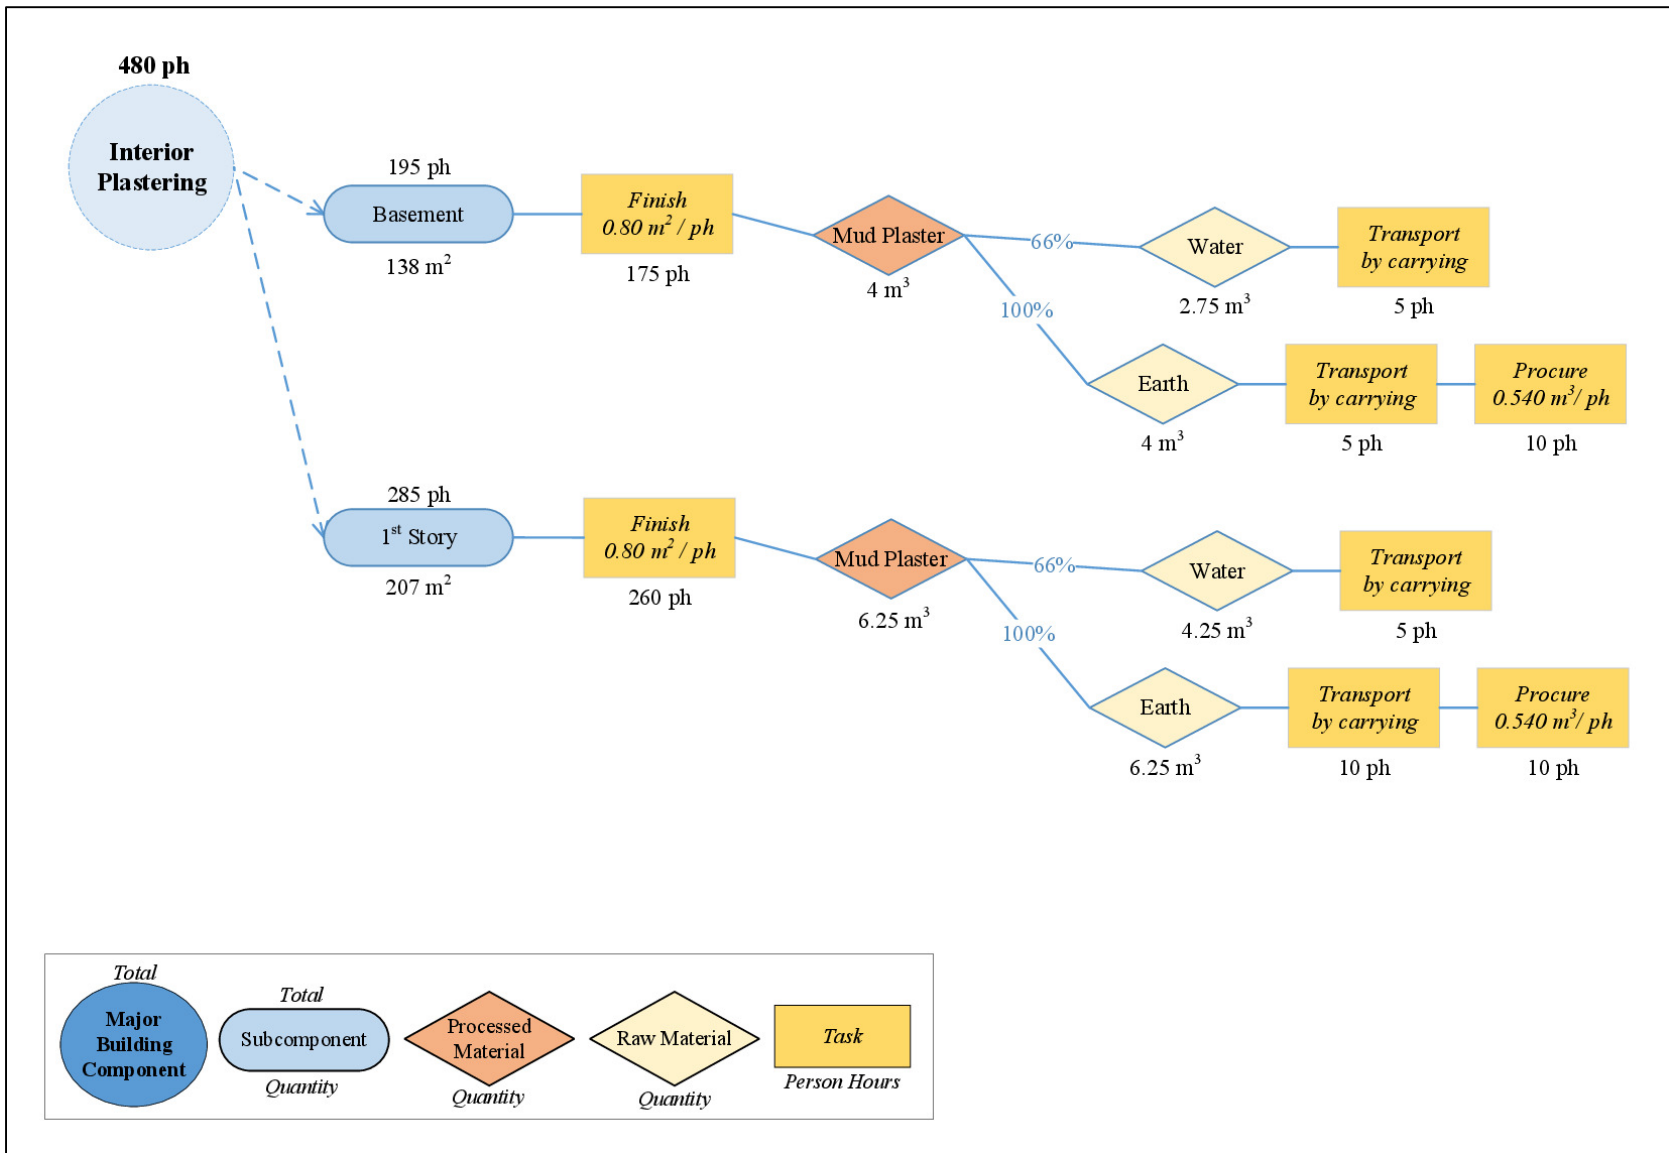 480 ph
Interior
Plastering
195 ph
Basement
138 m²
Finish
0.80 m² / ph
175 ph
Mud Plaster
4 m³
66%
100%
Water
2.75 m³
Transport
by carrying
5 ph
Earth
4 m³
Transport
by carrying
5 ph
Procure
0.540 m³/ ph
10 ph
285 ph
1st Story
207 m²
Finish
0.80 m² / ph
260 ph
Mud Plaster
6.25 m³
66%
100%
Water
4.25 m³
Transport
by carrying
5 ph
Earth
6.25 m³
Transport
by carrying
10 ph
Procure
0.540 m³/ ph
10 ph
Total
Major
Building
Component
Total
Subcomponent
Quantity
Processed
Material
Quantity
Raw Material
Quantity
Task
Person Hours